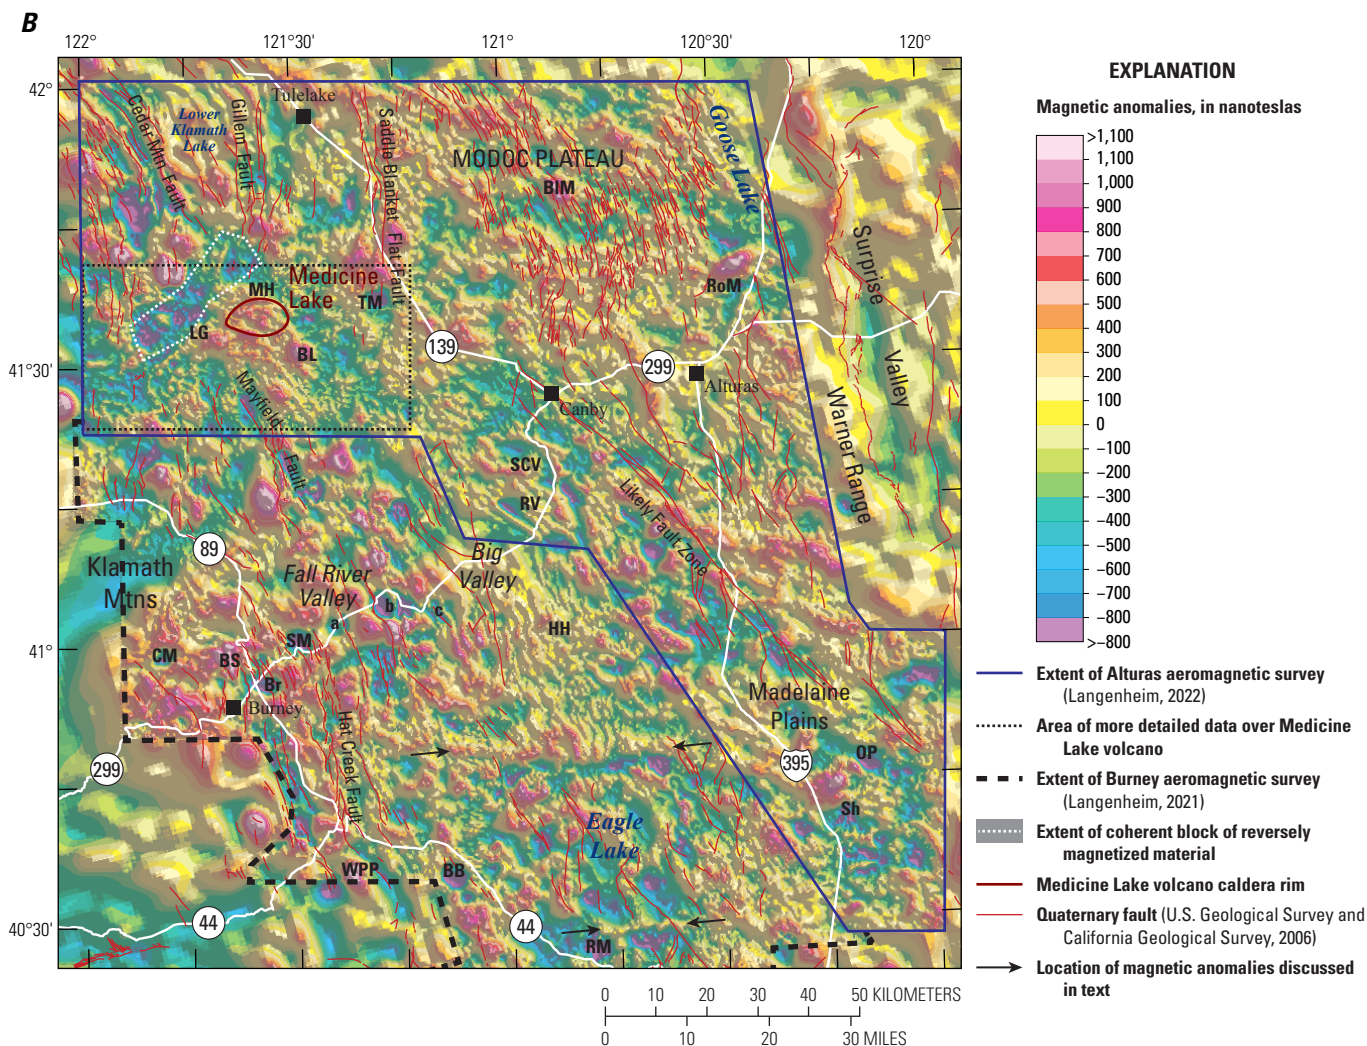 B
122°
121°30'
121°
120°30'
120°
42°
41°30'
41°
40°30'
Tulelake
Lower
Klamath
Lake
Cedar Mtn. Fault
Gillem Fault
Saddle Blanket Flat Fault
MODOC PLATEAU
BIM
Goose Lake
Surprise
Valley
RoM
MH
Medicine
Lake
TM
LG
BL
139
299
Alturas
Canby
Mayfield
Fault
Warner Range
SCV
RV
Likely Fault Zone
89
Klamath
Mtns
Fall River
Valley
Big
Valley
a
b
c
HH
SM
CM
BS
Br
Burney
Madelaine
Plains
Hat Creek Fault
299
395
OP
Sh
Eagle
Lake
WPP
BB
44
44
RM
0 10 20 30 40 50 KILOMETERS
0 10 20 30 MILES
EXPLANATION
Magnetic anomalies, in nanoteslas
>1,100
1,100
1,000
900
800
700
600
500
400
300
200
100
0
−100
−200
−300
−400
−500
−600
−700
−800
>−800
Extent of Alturas aeromagnetic survey
(Langenheim, 2022)
Area of more detailed data over Medicine
Lake volcano
Extent of Burney aeromagnetic survey
(Langenheim, 2021)
Extent of coherent block of reversely
magnetized material
Medicine Lake volcano caldera rim
Quaternary fault (U.S. Geological Survey and
California Geological Survey, 2006)
Location of magnetic anomalies discussed
in text